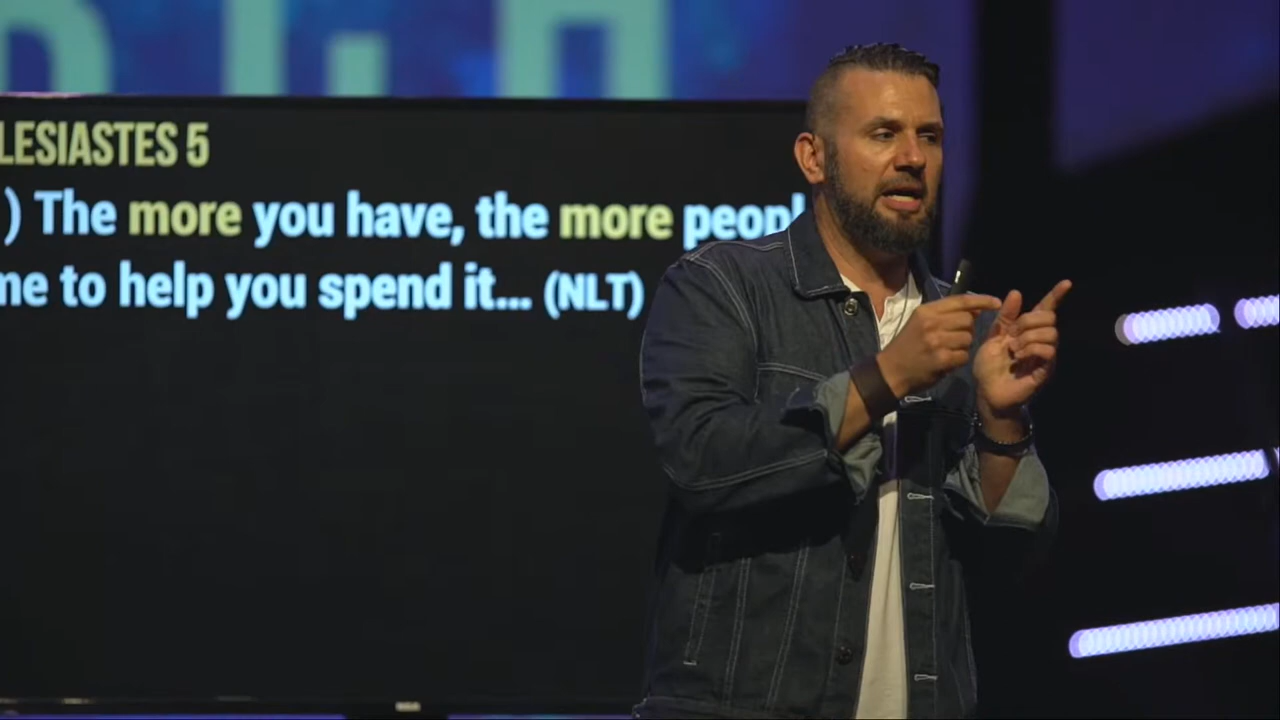 LESIASTES 5
) The more you have, the more peopl
me to help you spend it... (NLT)